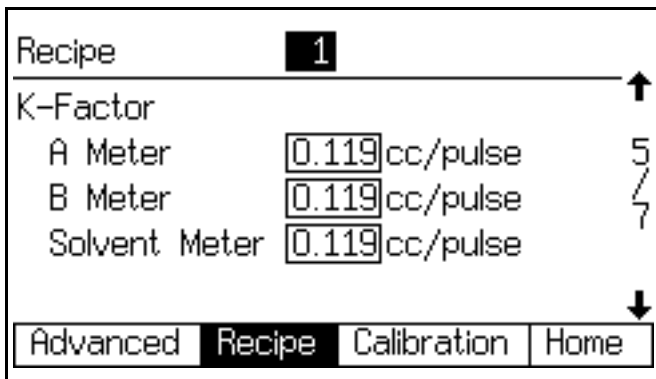 Recipe 1
K-Factor
A Meter 0.119 cc/pulse
B Meter 0.119 cc/pulse
Solvent Meter 0.119 cc/pulse
5/7
Advanced Recipe Calibration Home